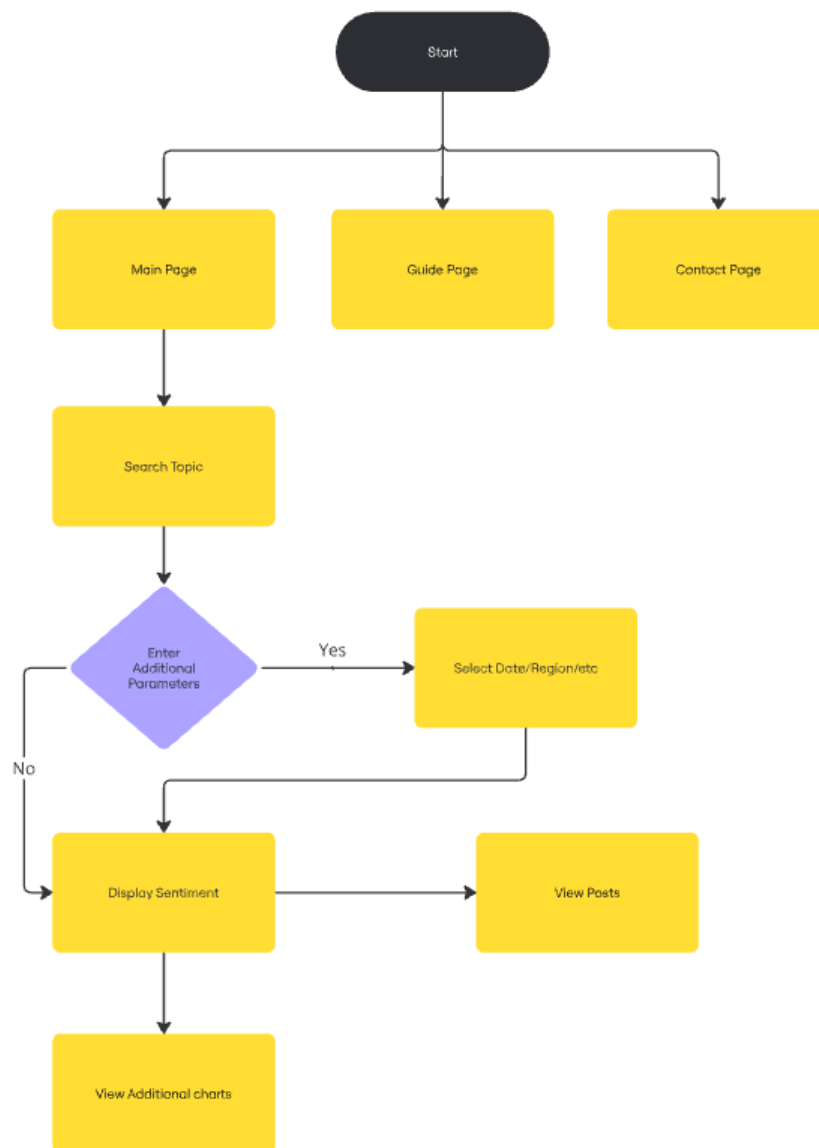 Start
Main Page
Guide Page
Contact Page
Search Topic
Enter
Additional
Parameters
Yes
Select Date/Region/etc
No
Display Sentiment
View Posts
View Additional charts